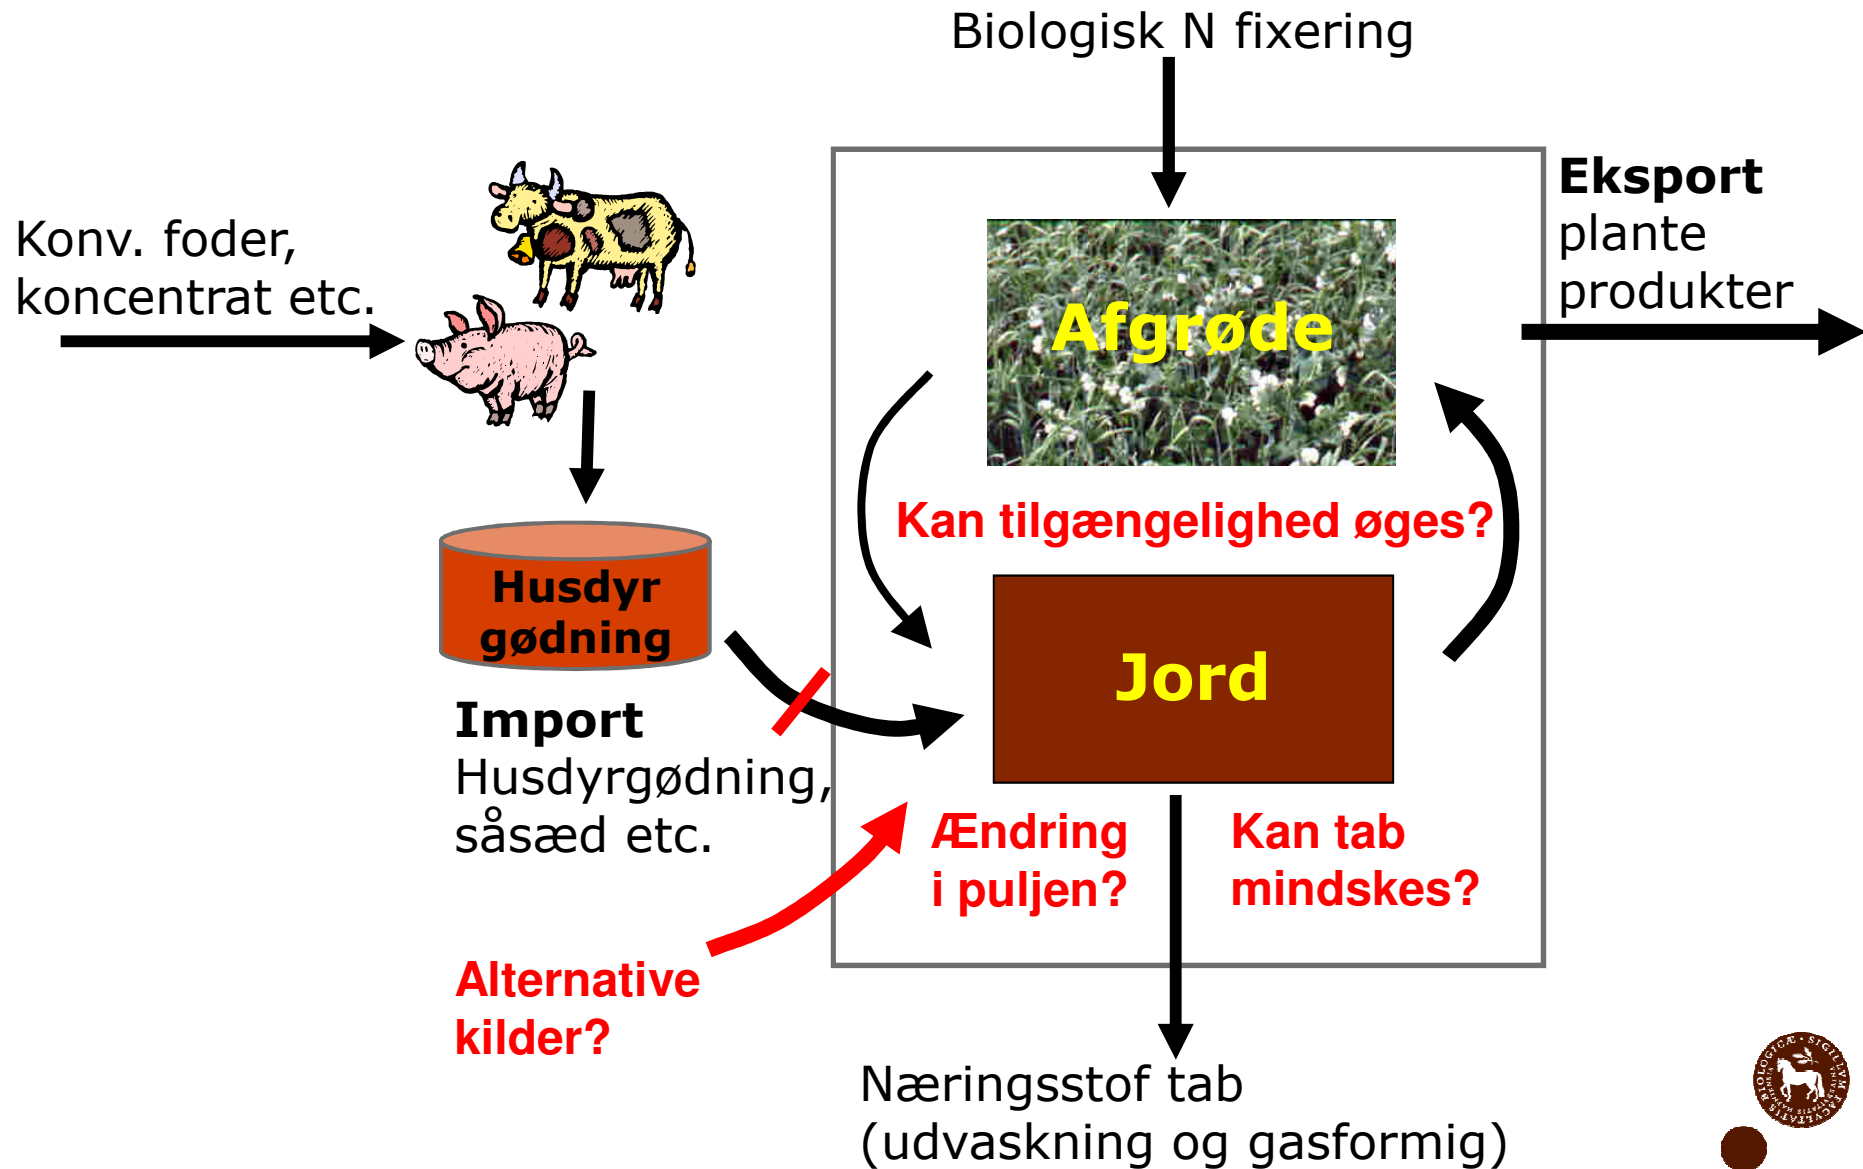 Biologisk N fixering
Konv. foder,
koncentrat etc.
Eksport
plante
produkter
Afgrøde
Kan tilgængelighed øges?
Husdyr
gødning
Jord
Import
Husdyrgødning,
såsæd etc.
Ændring
i puljen?
Kan tab
mindskes?
Alternative
kilder?
Næringsstof tab
(udvaskning og gasformig)